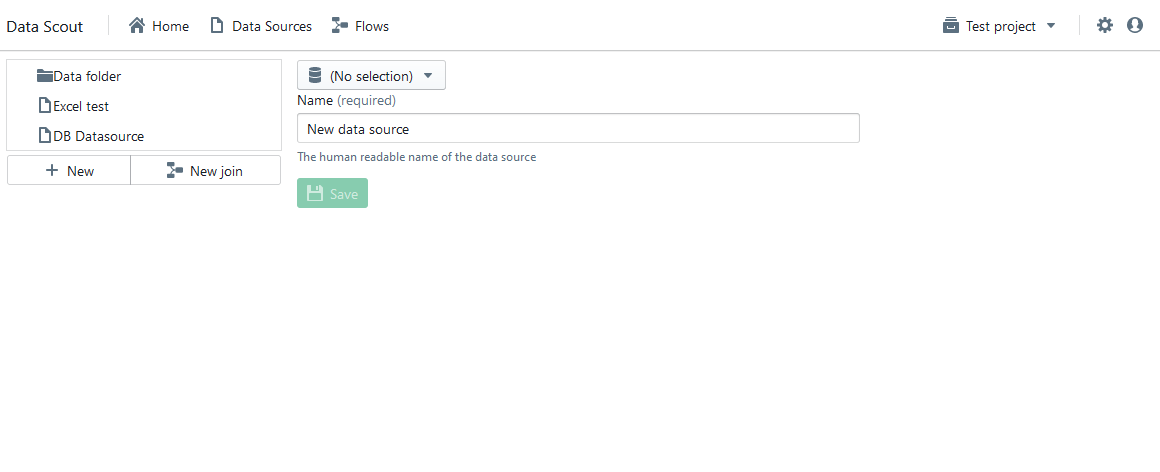 Data Scout Home Data Sources Flows Test project
Data folder
Excel test
DB Datasource
New New join
(No selection)
Name (required)
New data source
The human readable name of the data source
Save